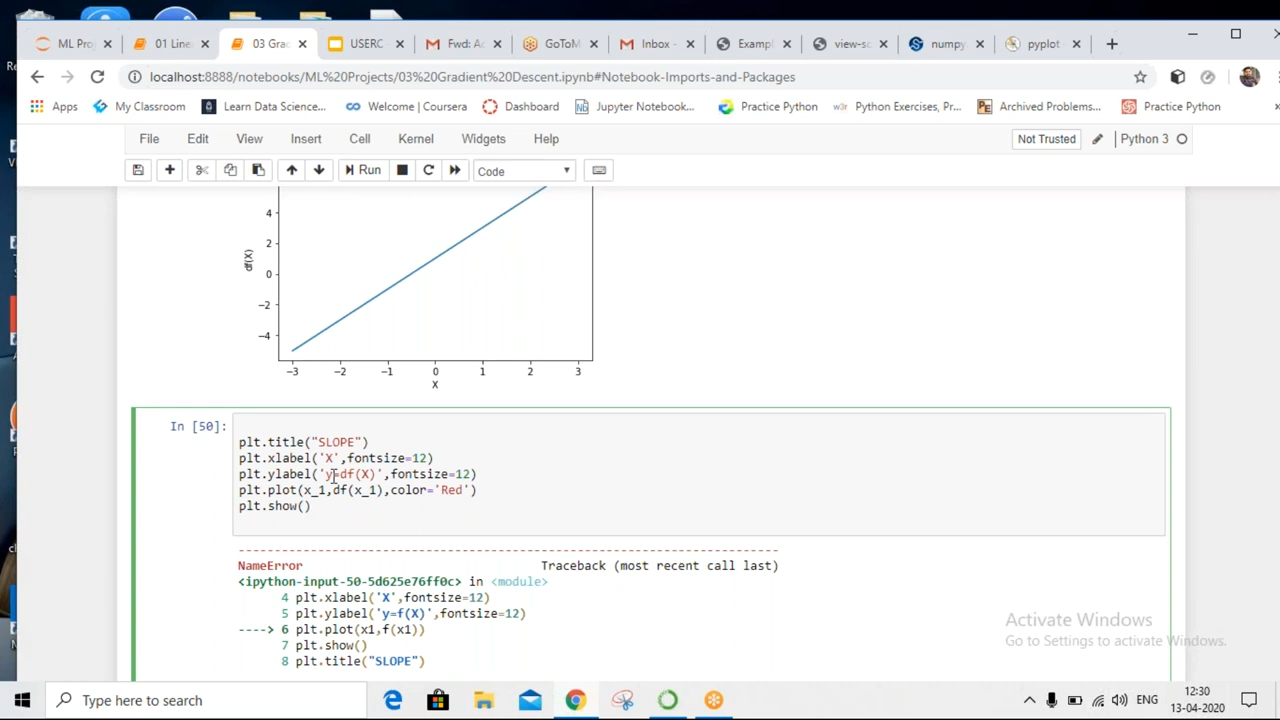 ML Pro
01 Line
03 Grad
USERC
Fwd: Ac
GoToM
Inbox -
Exampl
view-sc
numpy
pyplot
localhost:8888/notebooks/ML%20Projects/03%20Gradient%20Descent.ipynb#Notebook-Imports-and-Packages
Apps
My Classroom
Learn Data Science...
Welcome | Coursera
Dashboard
Jupyter Notebook...
Practice Python
Python Exercises, Pr...
Archived Problems...
Practice Python
File
Edit
View
Insert
Cell
Kernel
Widgets
Help
Not Trusted
Python 3
Run
Code
4
2
0
−2
−4
df(X)
−3 −2 −1 0 1 2 3
X
In [50]:
plt.title("SLOPE")
plt.xlabel('X',fontsize=12)
plt.ylabel('y=df(X)',fontsize=12)
plt.plot(x_1,df(x_1),color='Red')
plt.show()
---------------------------------------------------------------------------
NameError Traceback (most recent call last)
<ipython-input-50-5d625e76ff0c> in <module>
4 plt.xlabel('X',fontsize=12)
5 plt.ylabel('y=f(X)',fontsize=12)
----> 6 plt.plot(x1,f(x1))
7 plt.show()
8 plt.title("SLOPE")
Activate Windows
Go to Settings to activate Windows.
Type here to search
ENG
12:30
13-04-2020